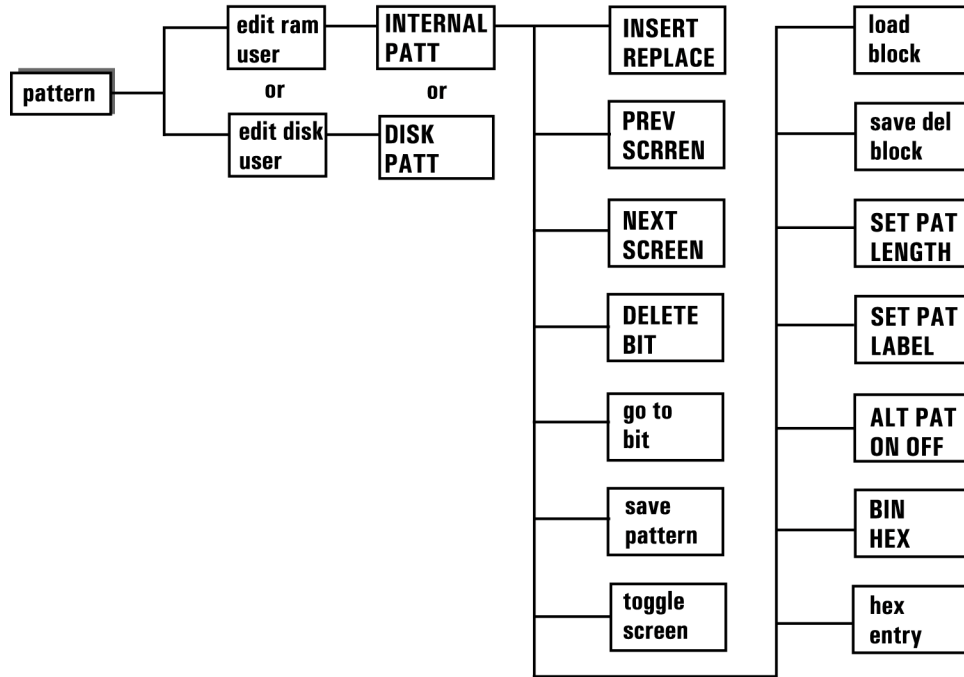 pattern
edit ram
user
or
edit disk
user
INTERNAL
PATT
or
DISK
PATT
INSERT
REPLACE
PREV
SCRREN
NEXT
SCREEN
DELETE
BIT
go to
bit
save
pattern
toggle
screen
load
block
save del
block
SET PAT
LENGTH
SET PAT
LABEL
ALT PAT
ON OFF
BIN
HEX
hex
entry